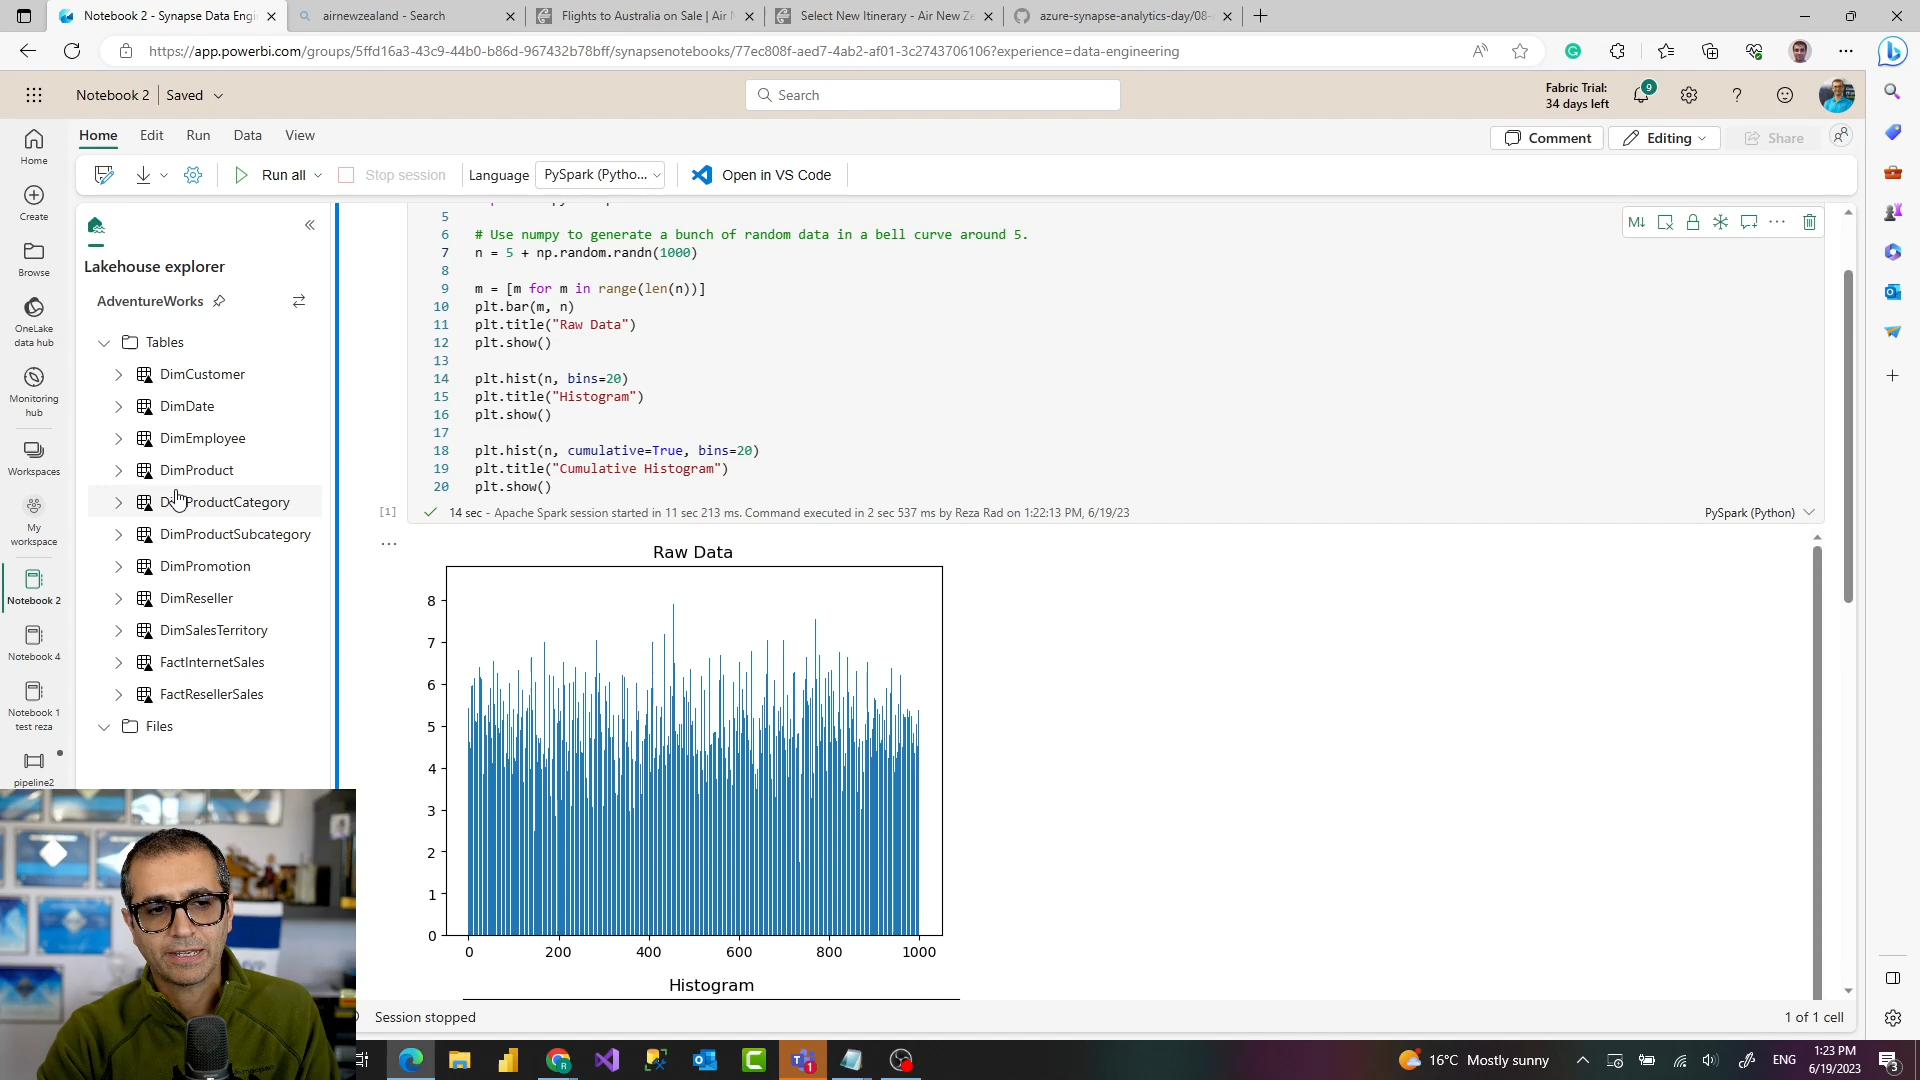 Notebook 2 - Synapse Data Engi
airnewzealand - Search
Flights to Australia on Sale | Air N
Select New Itinerary - Air New Ze
azure-synapse-analytics-day/08-
https://app.powerbi.com/groups/5ffd16a3-43c9-44b0-b86d-967432b78bff/synapsenotebooks/77ec808f-aed7-4ab2-af01-3c2743706106?experience=data-engineering
Notebook 2 | Saved
Search
Fabric Trial:
34 days left
9
Home Edit Run Data View
Comment
Editing
Share
Run all
Stop session
Language
PySpark (Pytho...
Open in VS Code
Home
Create
Browse
OneLake
data hub
Monitoring
hub
Workspaces
My
workspace
Notebook 2
Notebook 4
Notebook 1
test reza
pipeline2
Lakehouse explorer
AdventureWorks
Tables
DimCustomer
DimDate
DimEmployee
DimProduct
DimProductCategory
DimProductSubcategory
DimPromotion
DimReseller
DimSalesTerritory
FactInternetSales
FactResellerSales
Files
5
6 # Use numpy to generate a bunch of random data in a bell curve around 5.
7 n = 5 + np.random.randn(1000)
8
9 m = [m for m in range(len(n))]
10 plt.bar(m, n)
11 plt.title("Raw Data")
12 plt.show()
13
14 plt.hist(n, bins=20)
15 plt.title("Histogram")
16 plt.show()
17
18 plt.hist(n, cumulative=True, bins=20)
19 plt.title("Cumulative Histogram")
20 plt.show()
M↓
[1]
14 sec - Apache Spark session started in 11 sec 213 ms. Command executed in 2 sec 537 ms by Reza Rad on 1:22:13 PM, 6/19/23
PySpark (Python)
Raw Data
8
7
6
5
4
3
2
1
0
0 200 400 600 800 1000
Histogram
Session stopped
1 of 1 cell
16°C Mostly sunny
ENG
1:23 PM
6/19/2023
3